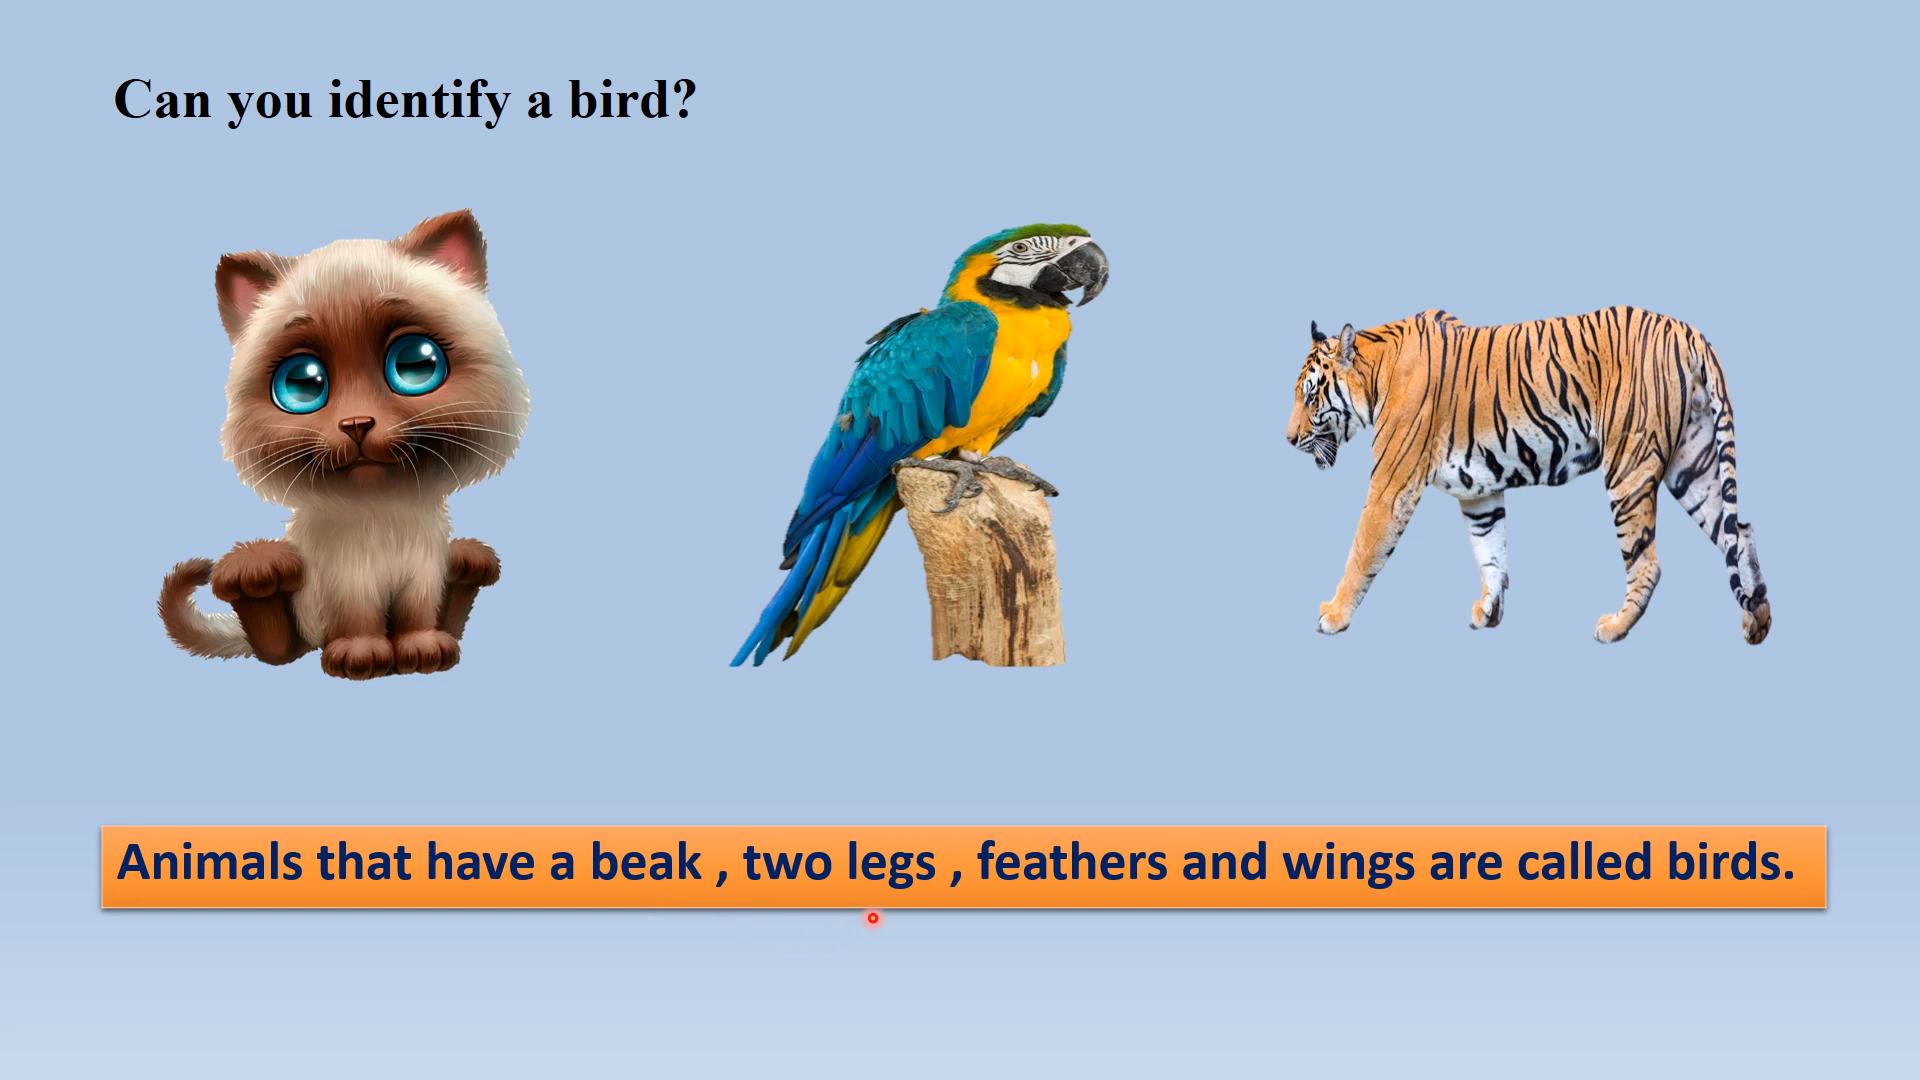 Can you identify a bird?
Animals that have a beak , two legs , feathers and wings are called birds.